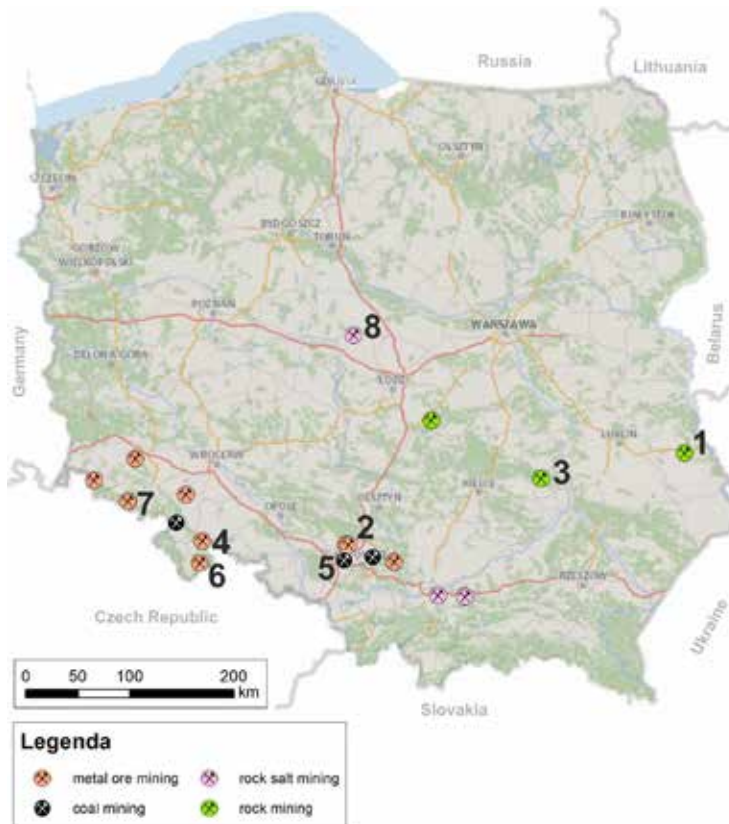 Russia
Lithuania
GDAŃSK
OLSZTYN
SZCZECIN
BIAŁYSTOK
BYDGOSZCZ
TORUŃ
GORZÓW
WIELKOPOLSKI
POZNAŃ
Belarus
8
WARSZAWA
Germany
ZIELONA GÓRA
ŁÓDŹ
LUBLIN
1
WROCŁAW
3
KIELCE
7
OPOLE
2
4
5
6
RZESZÓW
Czech Republic
Ukraine
0 50 100 200
km
Slovakia
Legenda
metal ore mining
rock salt mining
coal mining
rock mining